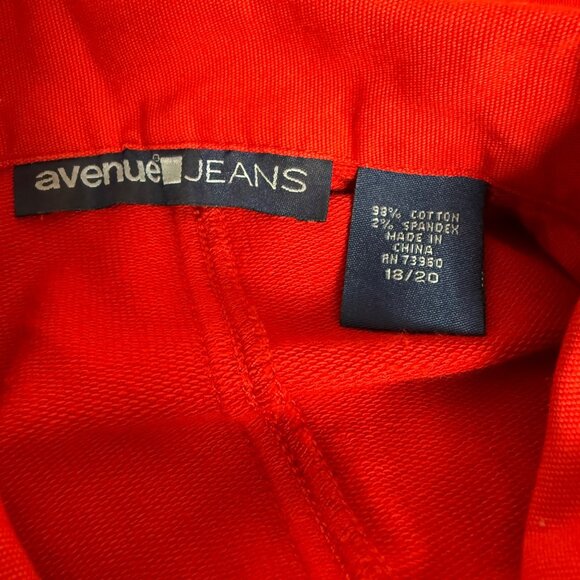 avenue JEANS
98% COTTON
2% SPANDEX
MADE IN
CHINA
RN 73960
18/20